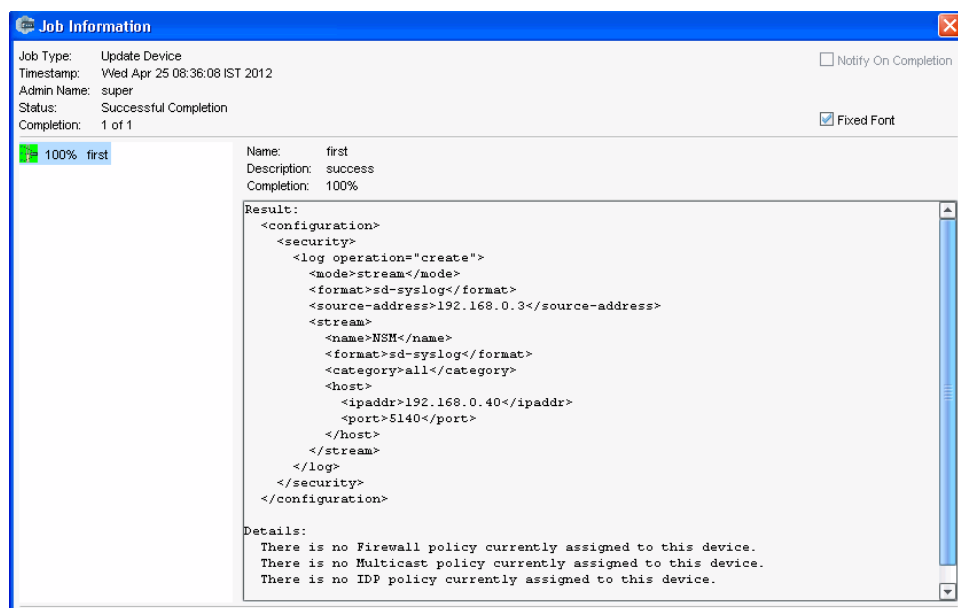 Job Information
Job Type: Update Device
Timestamp: Wed Apr 25 08:36:08 IST 2012
Admin Name: super
Status: Successful Completion
Completion: 1 of 1
Notify On Completion
Fixed Font
100% first
Name: first
Description: success
Completion: 100%
Result:
<configuration>
<security>
<log operation="create">
<mode>stream</mode>
<format>sd-syslog</format>
<source-address>192.168.0.3</source-address>
<stream>
<name>NSM</name>
<format>sd-syslog</format>
<category>all</category>
<host>
<ipaddr>192.168.0.40</ipaddr>
<port>5140</port>
</host>
</stream>
</log>
</security>
</configuration>
Details:
There is no Firewall policy currently assigned to this device.
There is no Multicast policy currently assigned to this device.
There is no IDP policy currently assigned to this device.